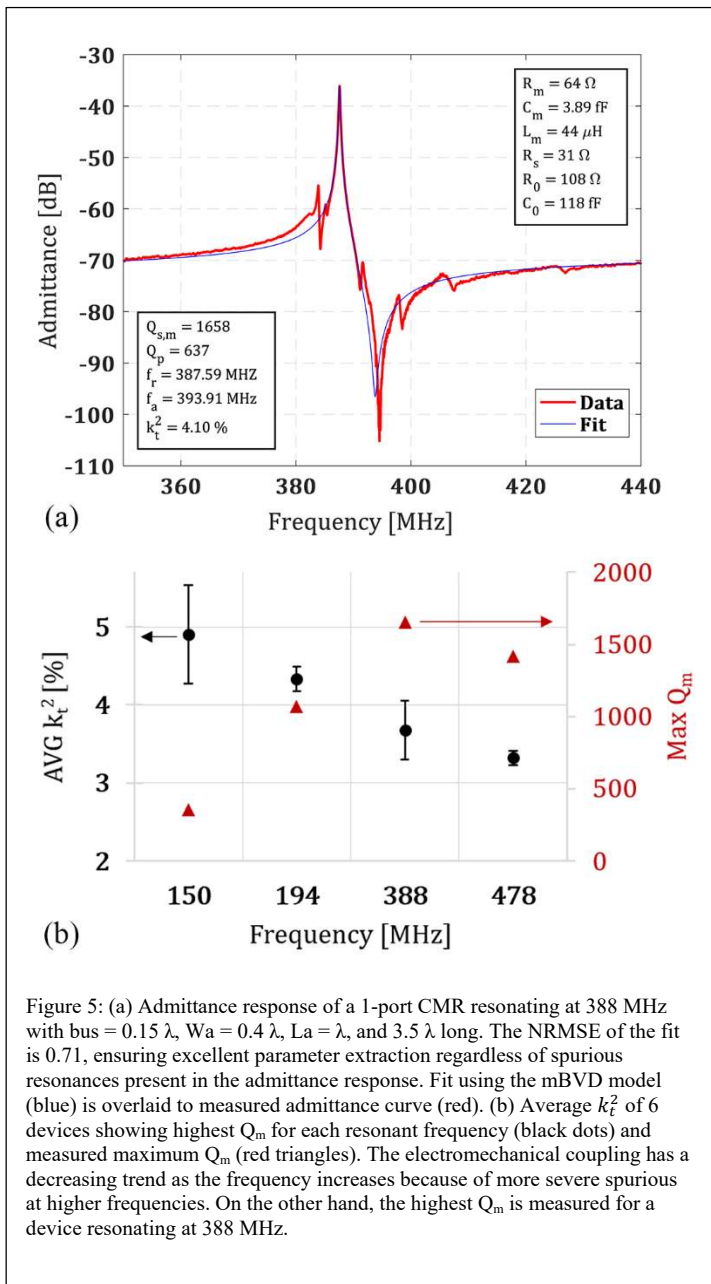 -30
-40
-50
-60
-70
-80
-90
-100
-110
Admittance [dB]
R_m = 64 Ω
C_m = 3.89 fF
L_m = 44 μH
R_s = 31 Ω
R_0 = 108 Ω
C_0 = 118 fF
Q_s,m = 1658
Q_p = 637
f_r = 387.59 MHZ
f_a = 393.91 MHz
k_t^2 = 4.10 %
Data
Fit
360 380 400 420 440
(a)
Frequency [MHz]
5
4
3
2
AVG k_t^2 [%]
2000
1500
1000
500
0
Max Q_m
150 194 388 478
(b)
Frequency [MHz]
Figure 5: (a) Admittance response of a 1-port CMR resonating at 388 MHz
with bus = 0.15 λ, Wa = 0.4 λ, La = λ, and 3.5 λ long. The NRMSE of the fit
is 0.71, ensuring excellent parameter extraction regardless of spurious
resonances present in the admittance response. Fit using the mBVD model
(blue) is overlaid to measured admittance curve (red). (b) Average k_t^2 of 6
devices showing highest Q_m for each resonant frequency (black dots) and
measured maximum Q_m (red triangles). The electromechanical coupling has a
decreasing trend as the frequency increases because of more severe spurious
at higher frequencies. On the other hand, the highest Q_m is measured for a
device resonating at 388 MHz.